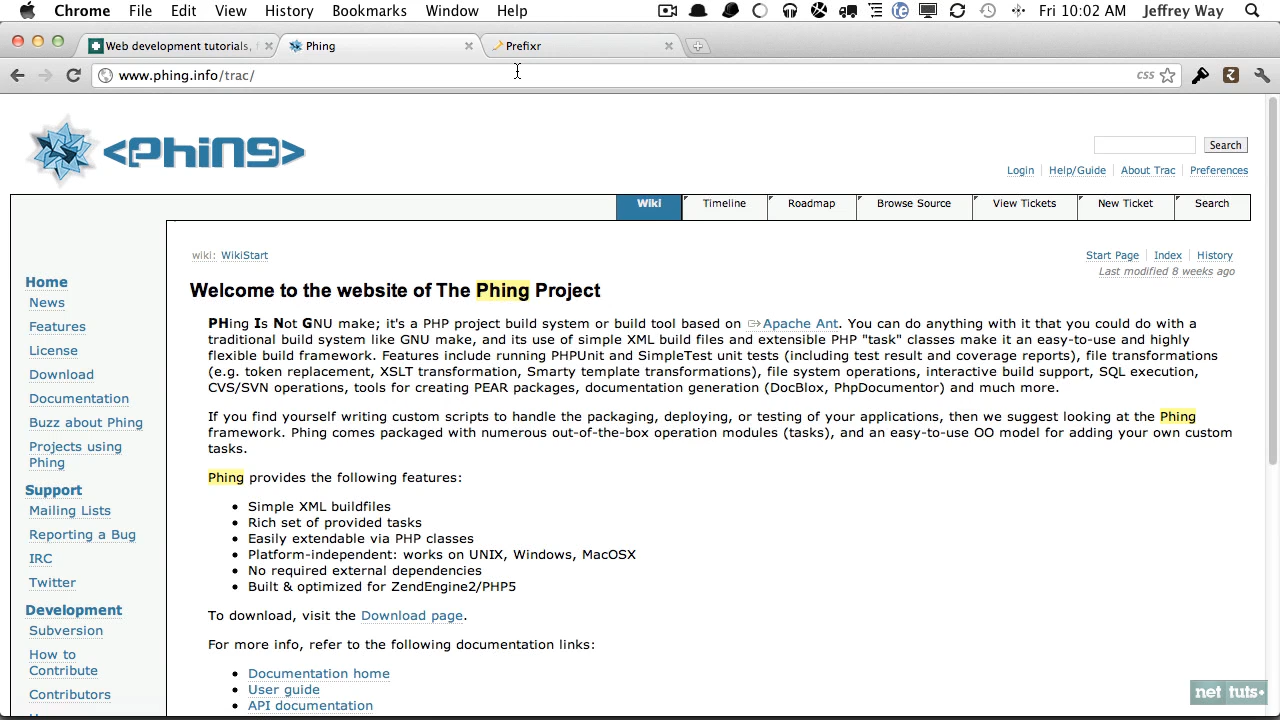 Chrome File Edit View History Bookmarks Window Help Fri 10:02 AM Jeffrey Way
Web development tutorials, Phing Prefixr
www.phing.info/trac/ CSS
<phing>
Search
Login Help/Guide About Trac Preferences
Wiki Timeline Roadmap Browse Source View Tickets New Ticket Search
wiki: WikiStart Start Page Index History
Last modified 8 weeks ago
Home
News
Features
License
Download
Documentation
Buzz about Phing
Projects using
Phing
Support
Mailing Lists
Reporting a Bug
IRC
Twitter
Development
Subversion
How to
Contribute
Contributors
Welcome to the website of The Phing Project
PHing Is Not GNU make; it's a PHP project build system or build tool based on Apache Ant. You can do anything with it that you could do with a
traditional build system like GNU make, and its use of simple XML build files and extensible PHP "task" classes make it an easy-to-use and highly
flexible build framework. Features include running PHPUnit and SimpleTest unit tests (including test result and coverage reports), file transformations
(e.g. token replacement, XSLT transformation, Smarty template transformations), file system operations, interactive build support, SQL execution,
CVS/SVN operations, tools for creating PEAR packages, documentation generation (DocBlox, PhpDocumentor) and much more.
If you find yourself writing custom scripts to handle the packaging, deploying, or testing of your applications, then we suggest looking at the Phing
framework. Phing comes packaged with numerous out-of-the-box operation modules (tasks), and an easy-to-use OO model for adding your own custom
tasks.
Phing provides the following features:
Simple XML buildfiles
Rich set of provided tasks
Easily extendable via PHP classes
Platform-independent: works on UNIX, Windows, MacOSX
No required external dependencies
Built & optimized for ZendEngine2/PHP5
To download, visit the Download page.
For more info, refer to the following documentation links:
Documentation home
User guide
API documentation
net tuts+